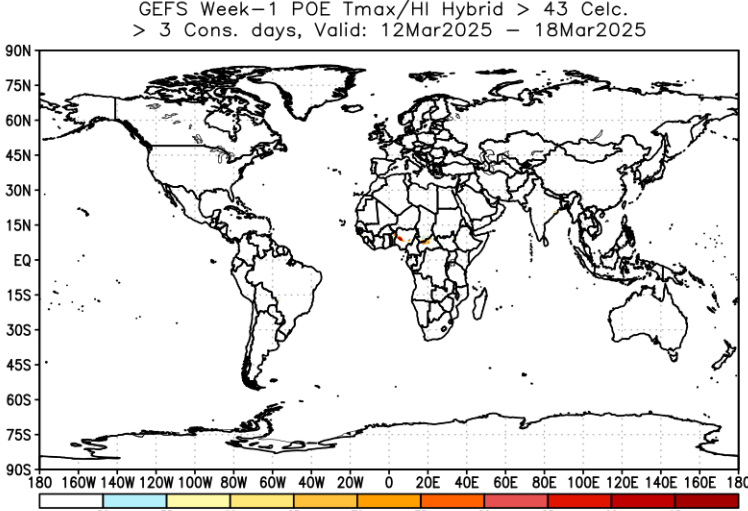 GEFS Week-1 POE Tmax/HI Hybrid > 43 Celc.
> 3 Cons. days, Valid: 12Mar2025 - 18Mar2025
90N
75N
60N
45N
30N
15N
EQ
15S
30S
45S
60S
75S
90S
180 160W 140W 120W 100W 80W 60W 40W 20W 0 20E 40E 60E 80E 100E 120E 140E 160E 180